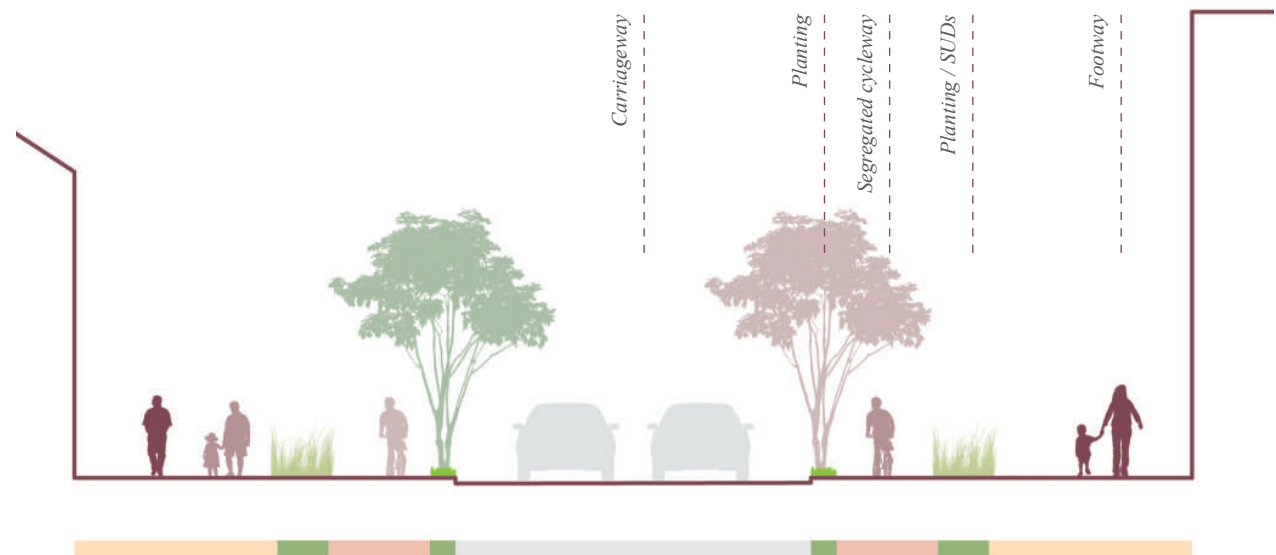 Carriageway
Planting
Segregated cycleway
Planting / SUDs
Footway